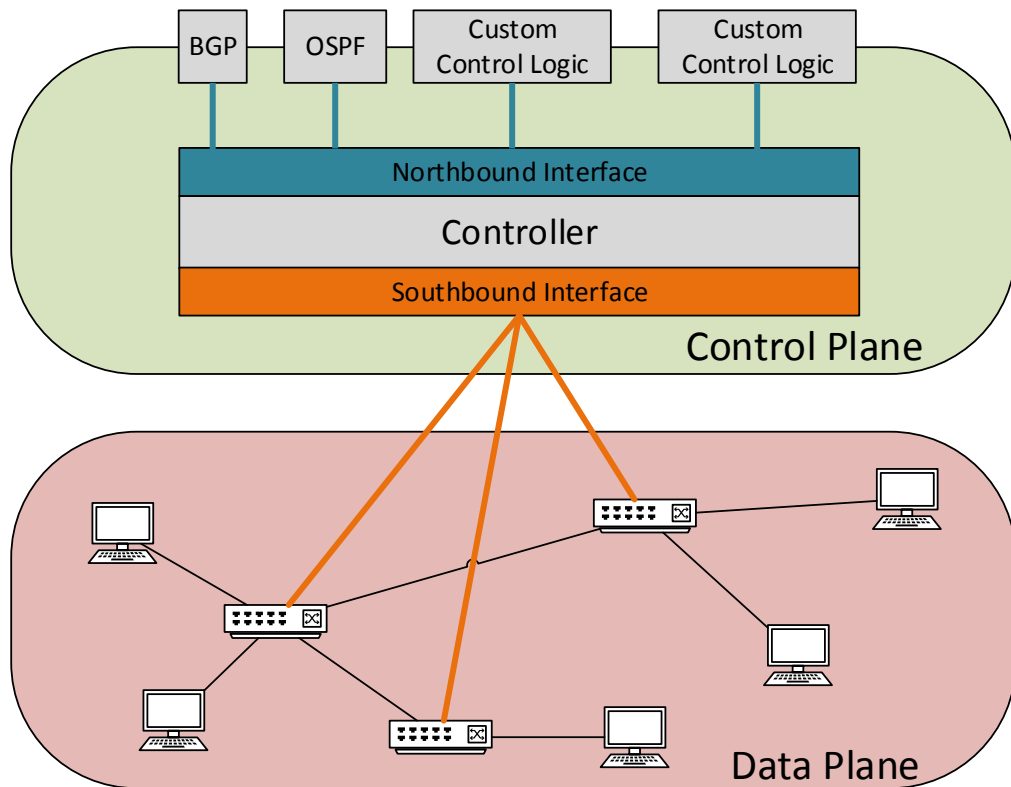 BGP
OSPF
Custom
Control Logic
Custom
Control Logic
Northbound Interface
Controller
Southbound Interface
Control Plane
Data Plane